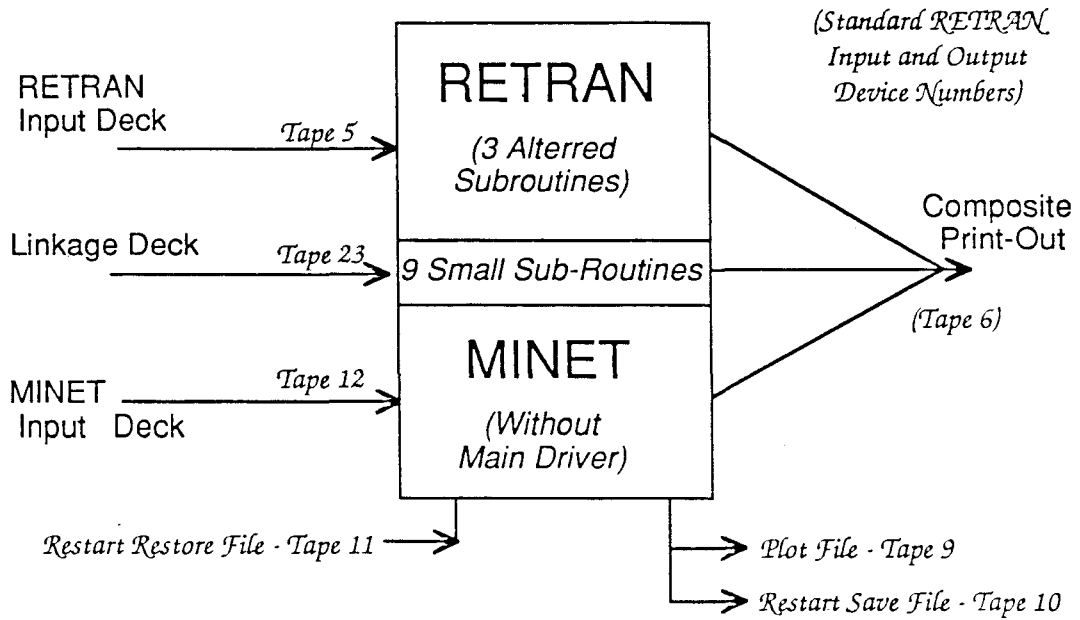 (Standard RETRAN
Input and Output
Device Numbers)
RETRAN
Input Deck
Tape 5
RETRAN
(3 Alterred
Subroutines)
Linkage Deck
Tape 23
9 Small Sub-Routines
Composite
Print-Out
(Tape 6)
MINET
Input Deck
Tape 12
MINET
(Without
Main Driver)
Restart Restore File - Tape 11
Plot File - Tape 9
Restart Save File - Tape 10